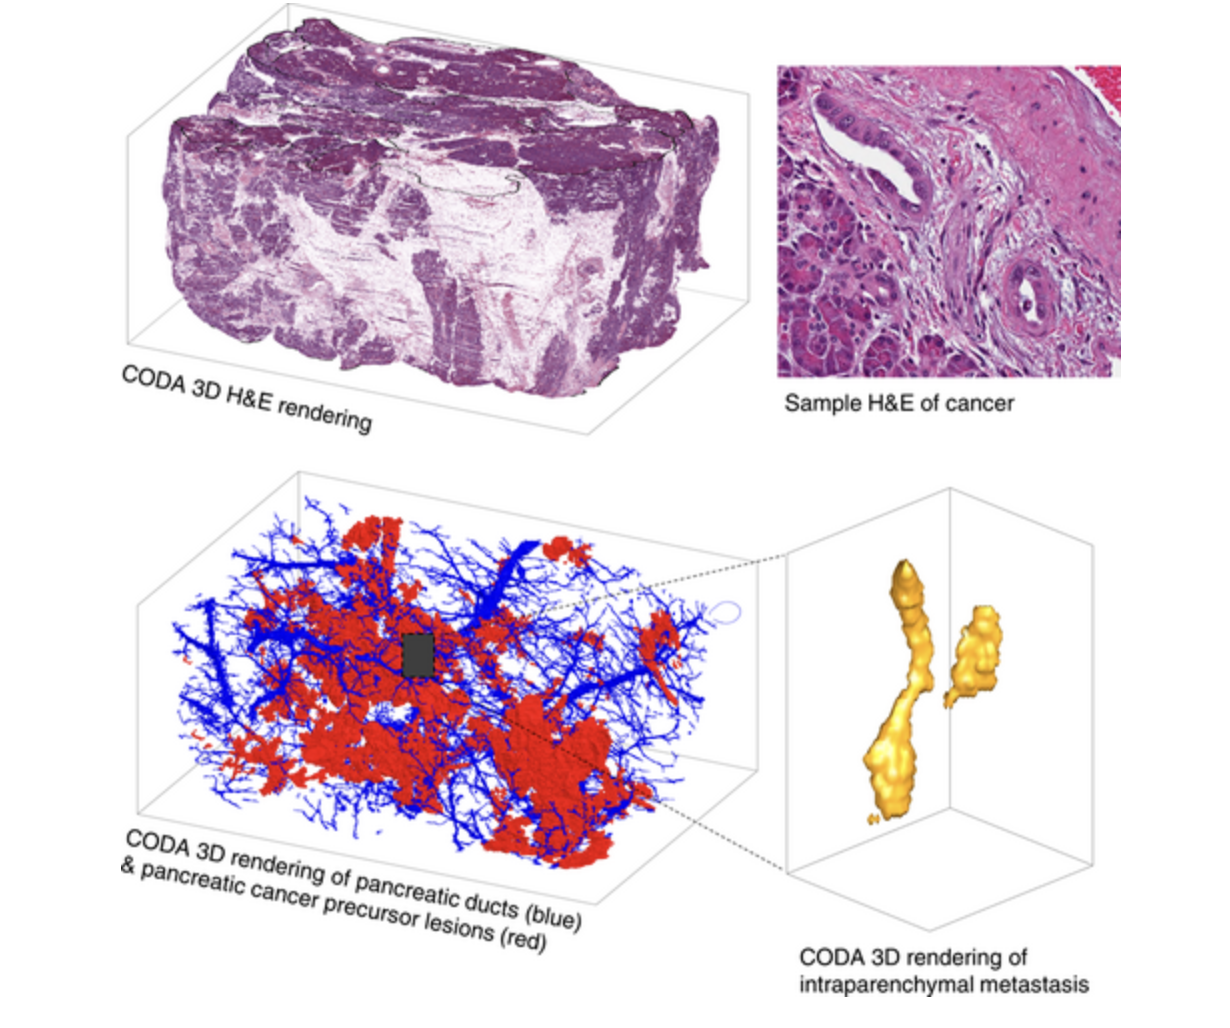 CODA 3D H&E rendering
Sample H&E of cancer
CODA 3D rendering of pancreatic ducts (blue)
& pancreatic cancer precursor lesions (red)
CODA 3D rendering of
intraparenchymal metastasis